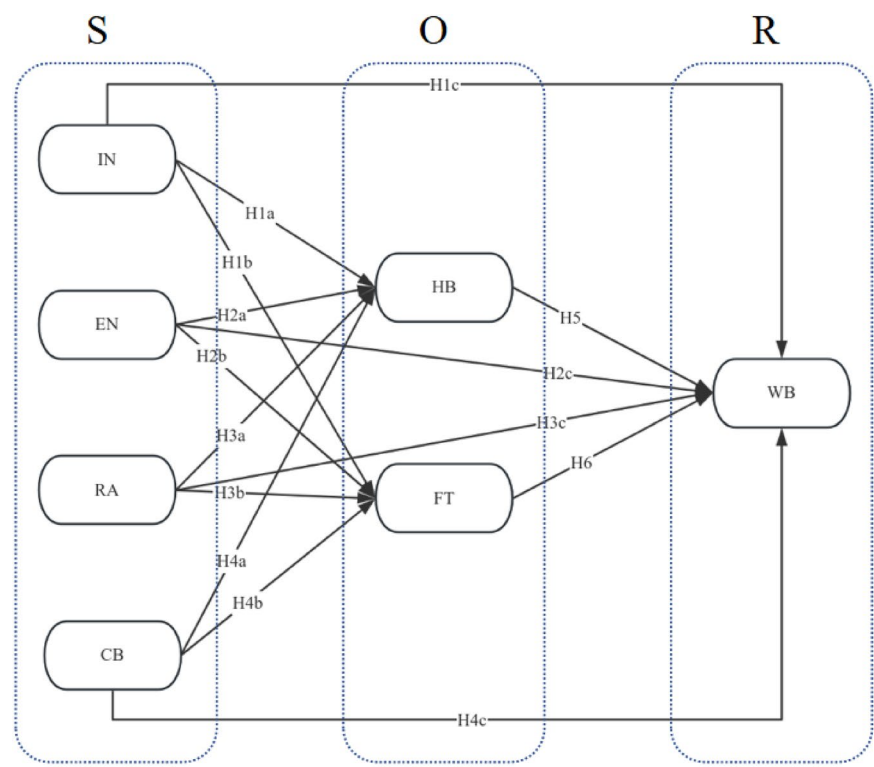 S O R
H1c
IN
H1a
H1b
HB
EN
H2a
H5
H2b
H2c
WB
H3a
H3c
RA
H3b
FT
H6
H4a
H4b
CB
H4c